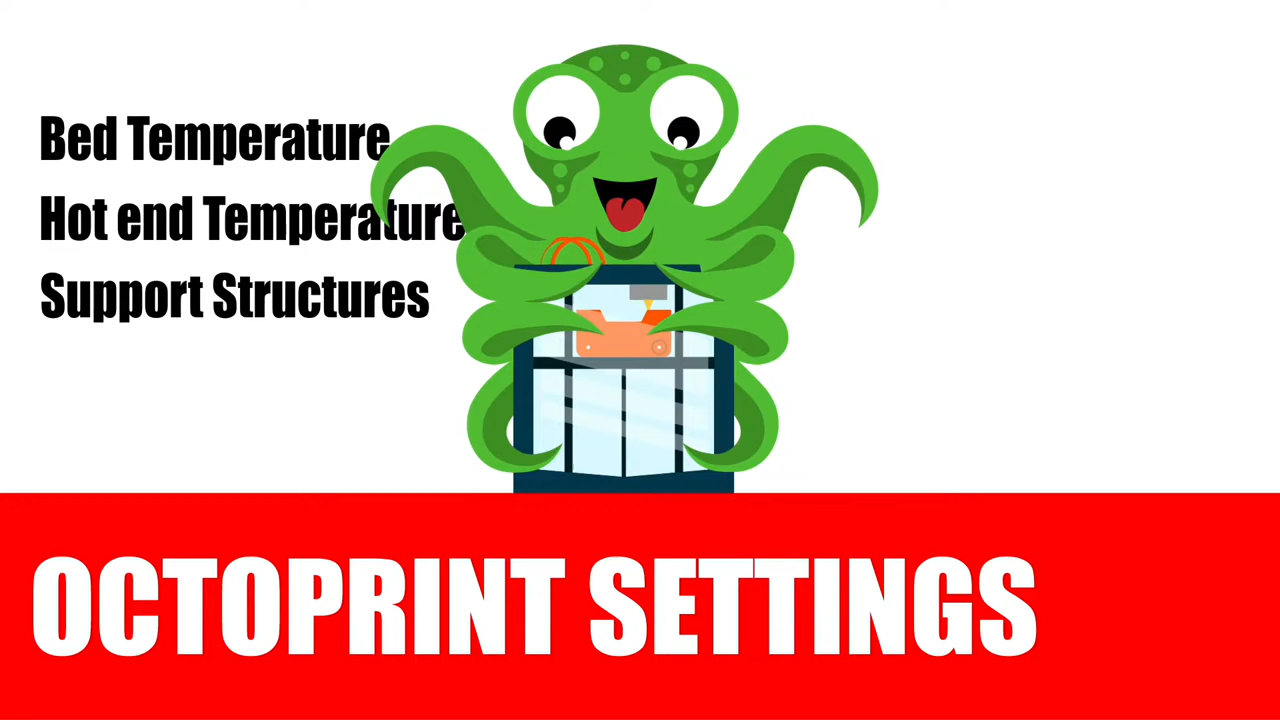 Bed Temperature
Hot end Temperature
Support Structures
OCTOPRINT SETTINGS